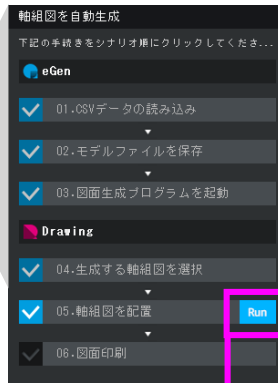 軸組図を自動生成
下記の手続きをシナリオ順にクリックしてくださ...
eGen
01.CSVデータの読み込み
02.モデルファイルを保存
03.図面生成プログラムを起動
Drawing
04.生成する軸組図を選択
05.軸組図を配置
Run
06.図面印刷